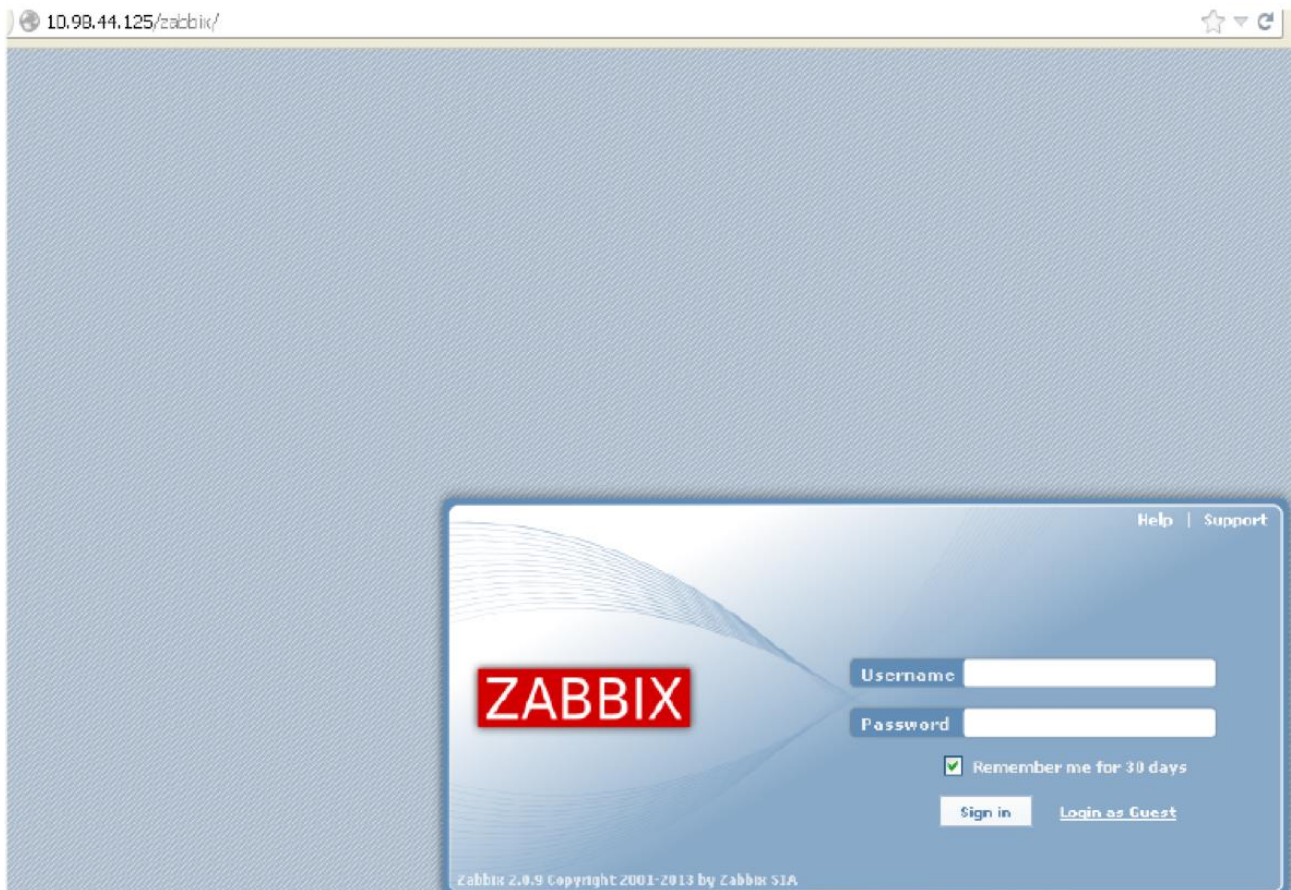 10.98.44.125/zabbix/
Help | Support
ZABBIX
Username
Password
Remember me for 30 days
Sign in Login as Guest
Zabbix 2.0.9 Copyright 2001-2013 by Zabbix SIA